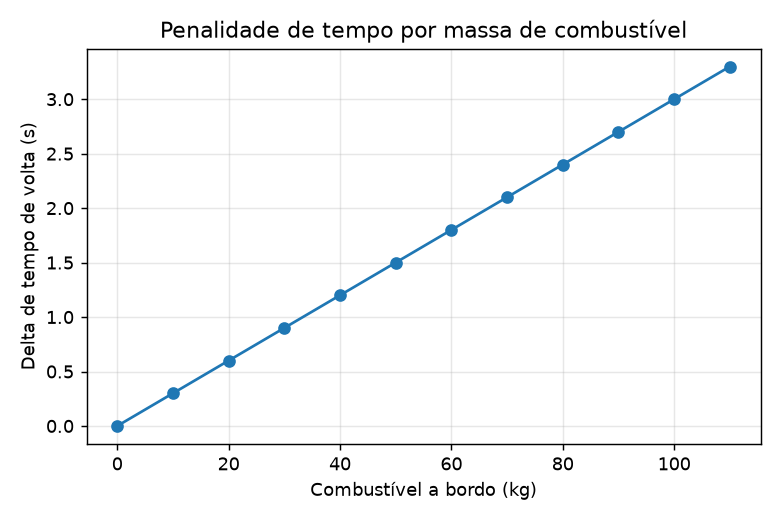 Penalidade de tempo por massa de combustível
Delta de tempo de volta (s)
3.0
2.5
2.0
1.5
1.0
0.5
0.0
0 20 40 60 80 100
Combustível a bordo (kg)